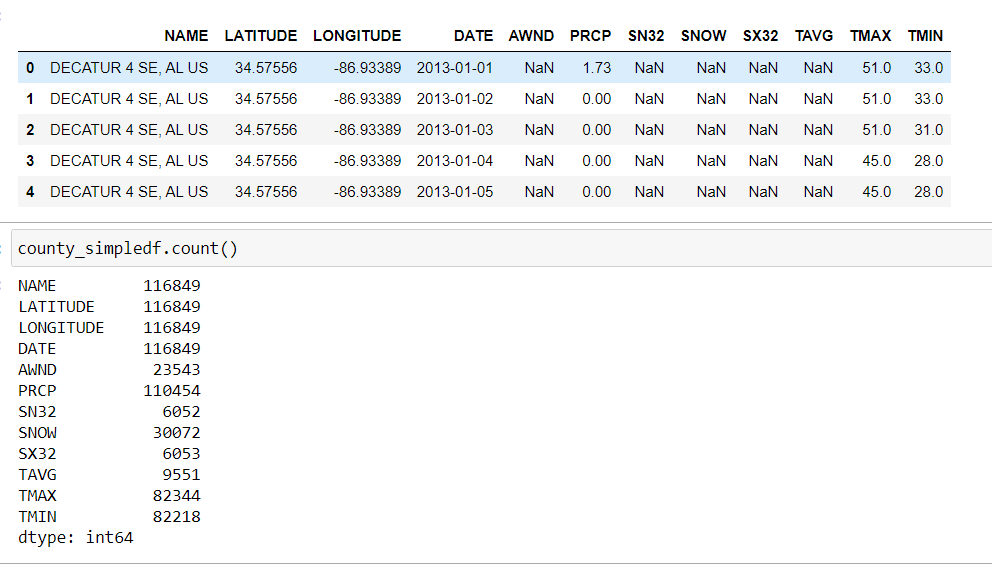 NAME LATITUDE LONGITUDE DATE AWND PRCP SN32 SNOW SX32 TAVG TMAX TMIN
0 DECATUR 4 SE, AL US 34.57556 -86.93389 2013-01-01 NaN 1.73 NaN NaN NaN NaN 51.0 33.0
1 DECATUR 4 SE, AL US 34.57556 -86.93389 2013-01-02 NaN 0.00 NaN NaN NaN NaN 51.0 33.0
2 DECATUR 4 SE, AL US 34.57556 -86.93389 2013-01-03 NaN 0.00 NaN NaN NaN NaN 51.0 31.0
3 DECATUR 4 SE, AL US 34.57556 -86.93389 2013-01-04 NaN 0.00 NaN NaN NaN NaN 45.0 28.0
4 DECATUR 4 SE, AL US 34.57556 -86.93389 2013-01-05 NaN 0.00 NaN NaN NaN NaN 45.0 28.0
county_simpledf.count()
NAME 116849
LATITUDE 116849
LONGITUDE 116849
DATE 116849
AWND 23543
PRCP 110454
SN32 6052
SNOW 30072
SX32 6053
TAVG 9551
TMAX 82344
TMIN 82218
dtype: int64